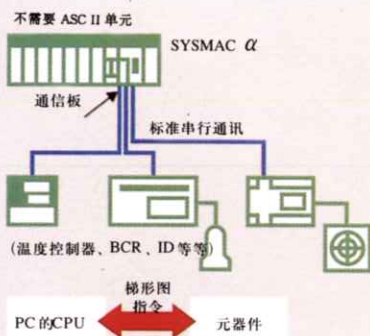 不需要 ASC II 单元
SYSMAC α
通信板
标准串行通讯
(温度控制器、BCR、ID等等)
梯形图
指令
PC的CPU
元器件